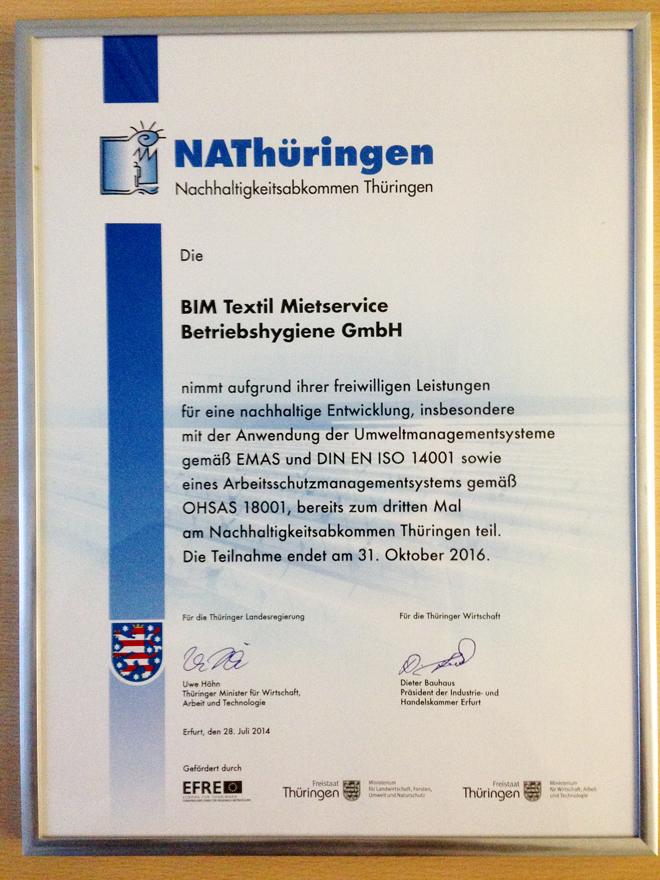 NAThüringen
Nachhaltigkeitsabkommen Thüringen
Die
BIM Textil Mietservice
Betriebshygiene GmbH
nimmt aufgrund ihrer freiwilligen Leistungen
für eine nachhaltige Entwicklung, insbesondere
mit der Anwendung der Umweltmanagementsysteme
gemäß EMAS und DIN EN ISO 14001 sowie
eines Arbeitsschutzmanagementsystems gemäß
OHSAS 18001, bereits zum dritten Mal
am Nachhaltigkeitsabkommen Thüringen teil.
Die Teilnahme endet am 31. Oktober 2016.
Für die Thüringer Landesregierung
Uwe Höhn
Thüringer Minister für Wirtschaft,
Arbeit und Technologie
Für die Thüringer Wirtschaft
Dieter Bauhaus
Präsident der Industrie- und
Handelskammer Erfurt
Erfurt, den 28. Juli 2014
Gefördert durch
EFRE
Freistaat
Thüringen
Ministerium
für Landwirtschaft, Forsten,
Umwelt und Naturschutz
Freistaat
Thüringen
Ministerium
für Wirtschaft, Arbeit
und Technologie